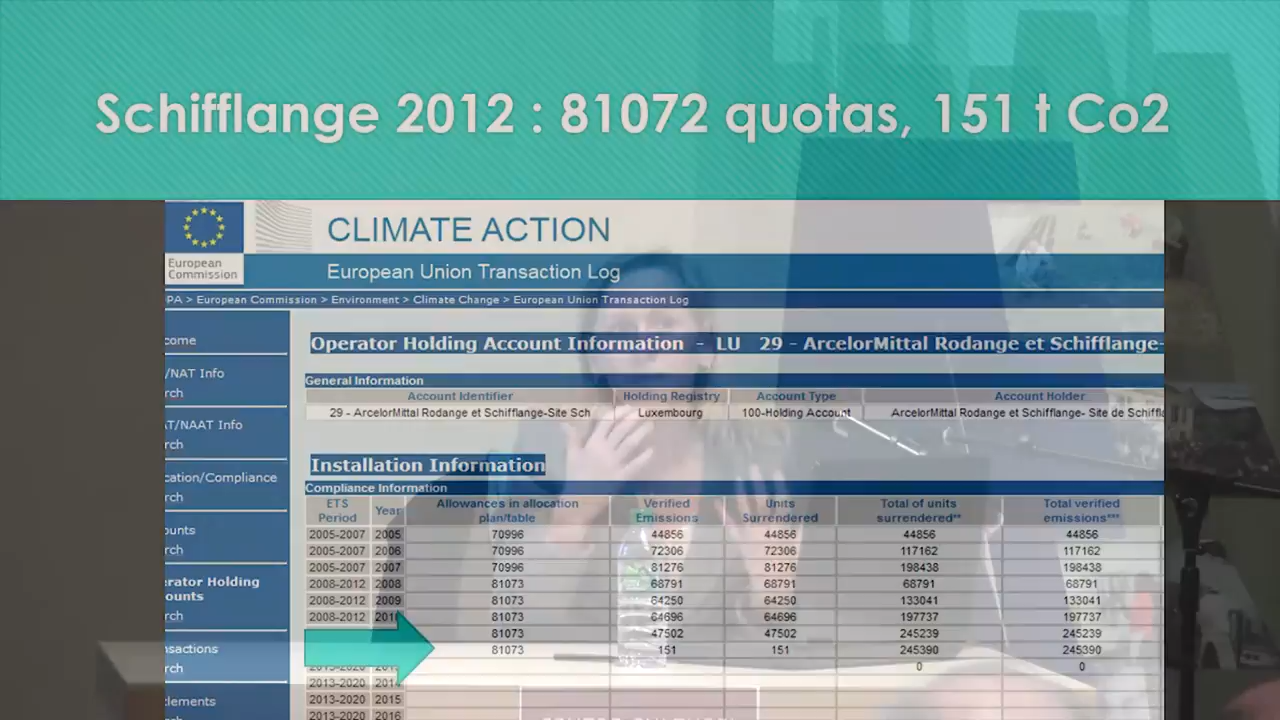 Schifflange 2012 : 81072 quotas, 151 t Co2
European
Commission
CLIMATE ACTION
European Union Transaction Log
PA > European Commission > Environment > Climate Change > European Union Transaction Log
ome
/NAT Info
rch
T/NAAT Info
rch
cation/Compliance
rch
ounts
rch
erator Holding
ounts
rch
nsactions
rch
lements
Operator Holding Account Information - LU 29 - ArcelorMittal Rodange et Schifflange-
General Information
Account Identifier Holding Registry Account Type Account Holder
29 - ArcelorMittal Rodange et Schifflange-Site Sch Luxembourg 100-Holding Account ArcelorMittal Rodange et Schifflange- Site de Schiffla
Installation Information
Compliance Information
ETS Period Year Allowances in allocation plan/table Verified Emissions Units Surrendered Total of units surrendered** Total verified emissions***
2005-2007 2005 70996 44856 44856 44856 44856
2005-2007 2006 70996 72306 72306 117162 117162
2005-2007 2007 70996 81276 81276 198438 198438
2008-2012 2008 81073 68791 68791 68791 68791
2008-2012 2009 81073 64250 64250 133041 133041
2008-2012 2010 81073 64696 64696 197737 197737
81073 47502 47502 245239 245239
81073 151 151 245390 245390
2013-2020 0 0
2013-2020 2014
2013-2020 2015
2013-2020 2016